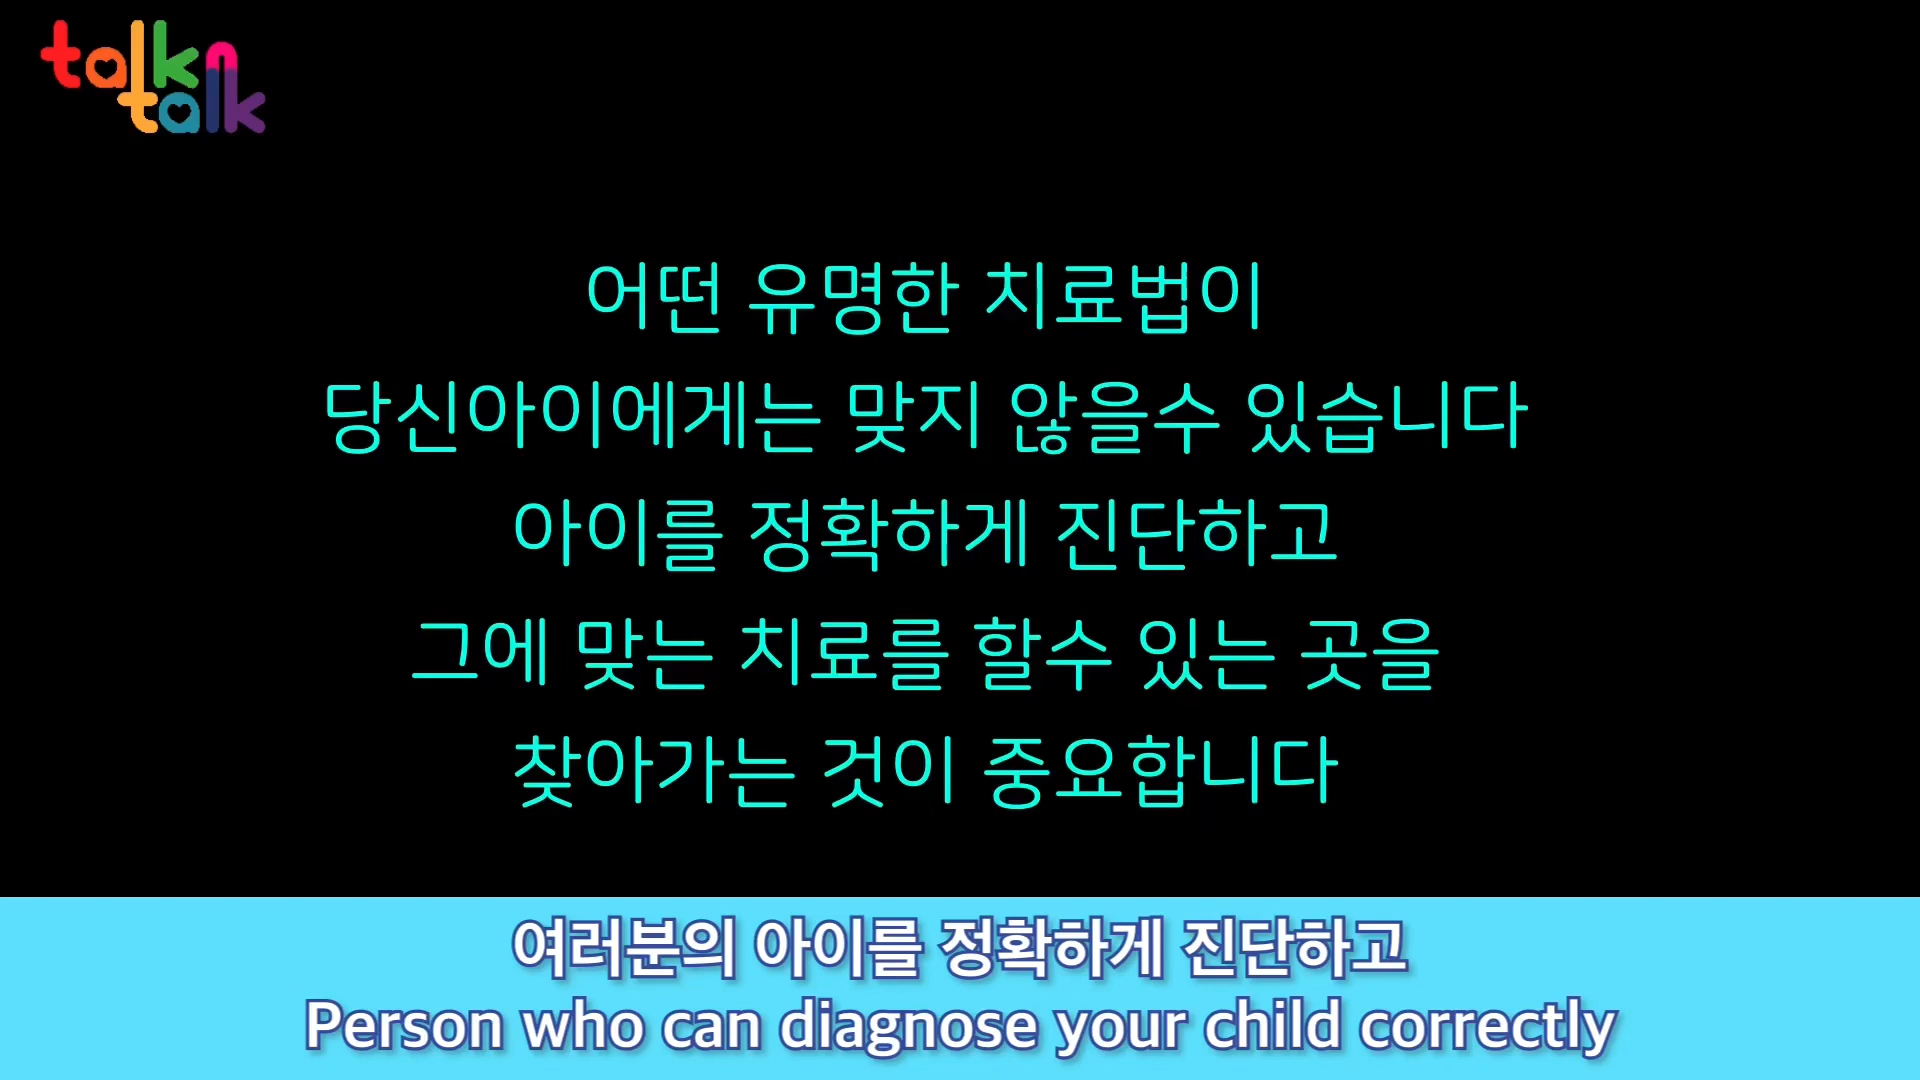 talk n
talk
어떤 유명한 치료법이
당신아이에게는 맞지 않을수 있습니다
아이를 정확하게 진단하고
그에 맞는 치료를 할수 있는 곳을
찾아가는 것이 중요합니다
여러분의 아이를 정확하게 진단하고
Person who can diagnose your child correctly